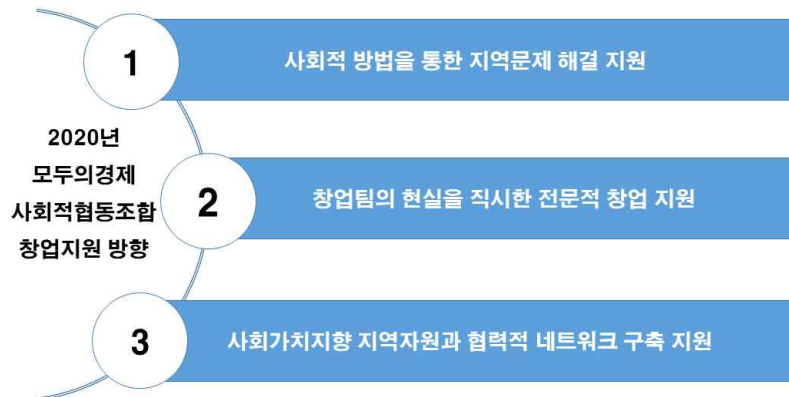 2020년
모두의경제
사회적협동조합
창업지원 방향
1
사회적 방법을 통한 지역문제 해결 지원
2
창업팀의 현실을 직시한 전문적 창업 지원
3
사회가치지향 지역자원과 협력적 네트워크 구축 지원